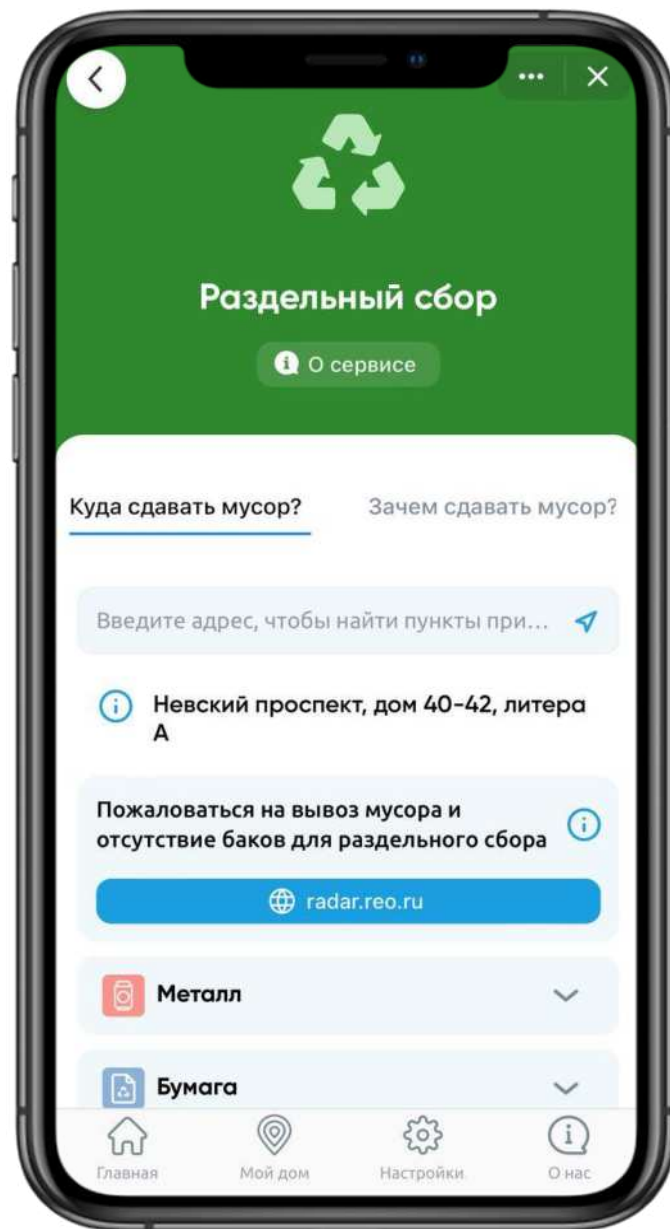 Раздельный сбор
О сервисе
Куда сдавать мусор?
Зачем сдавать мусор?
Введите адрес, чтобы найти пункты при...
Невский проспект, дом 40-42, литера
А
Пожаловаться на вывоз мусора и
отсутствие баков для раздельного сбора
radar.reo.ru
Металл
Бумага
Главная
Мой дом
Настройки
О нас